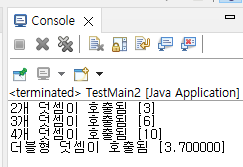 Console
<terminated> TestMain2 [Java Application]
2개 덧셈이 호출됨 [3]
3개 덧셈이 호출됨 [6]
4개 덧셈이 호출됨 [10]
더블형 덧셈이 호출됨 [3.700000]